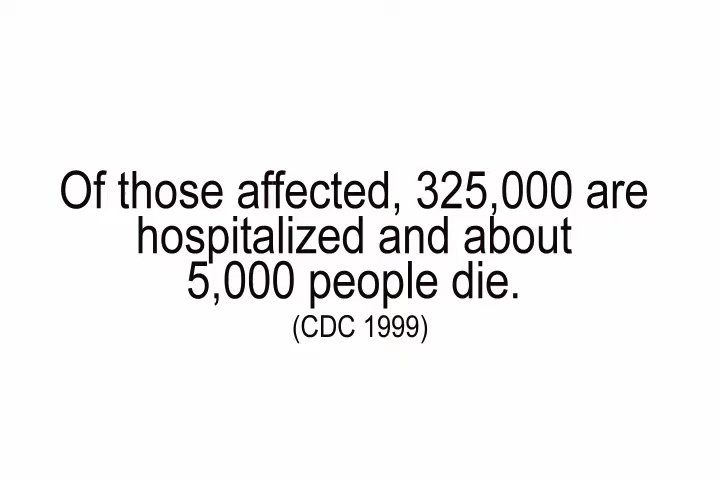 Of those affected, 325,000 are
hospitalized and about
5,000 people die.
(CDC 1999)